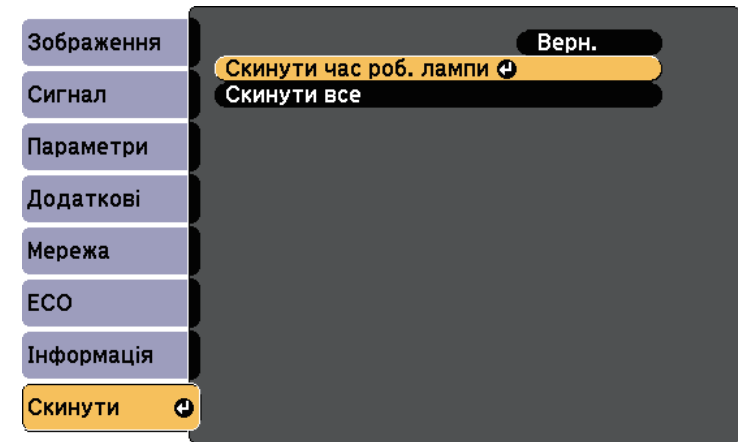 Зображення
Сигнал
Параметри
Додаткові
Мережа
ECO
Інформація
Скинути
Верн.
Скинути час роб. лампи
Скинути все